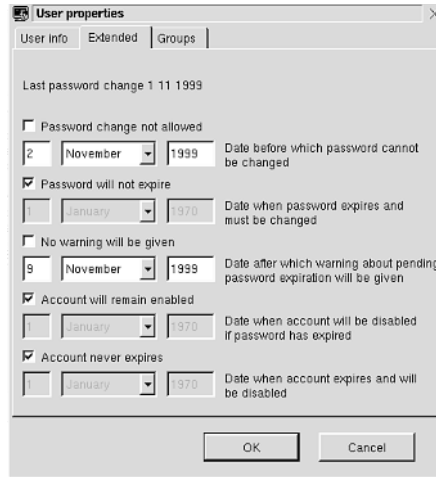 User properties
User info Extended Groups
Last password change 1 11 1999
Password change not allowed
2 November 1999 Date before which password cannot
be changed
Password will not expire
1 January 1970 Date when password expires and
must be changed
No warning will be given
9 November 1999 Date after which warning about pending
password expiration will be given
Account will remain enabled
1 January 1970 Date when account will be disabled
if password has expired
Account never expires
1 January 1970 Date when account expires and will
be disabled
OK Cancel